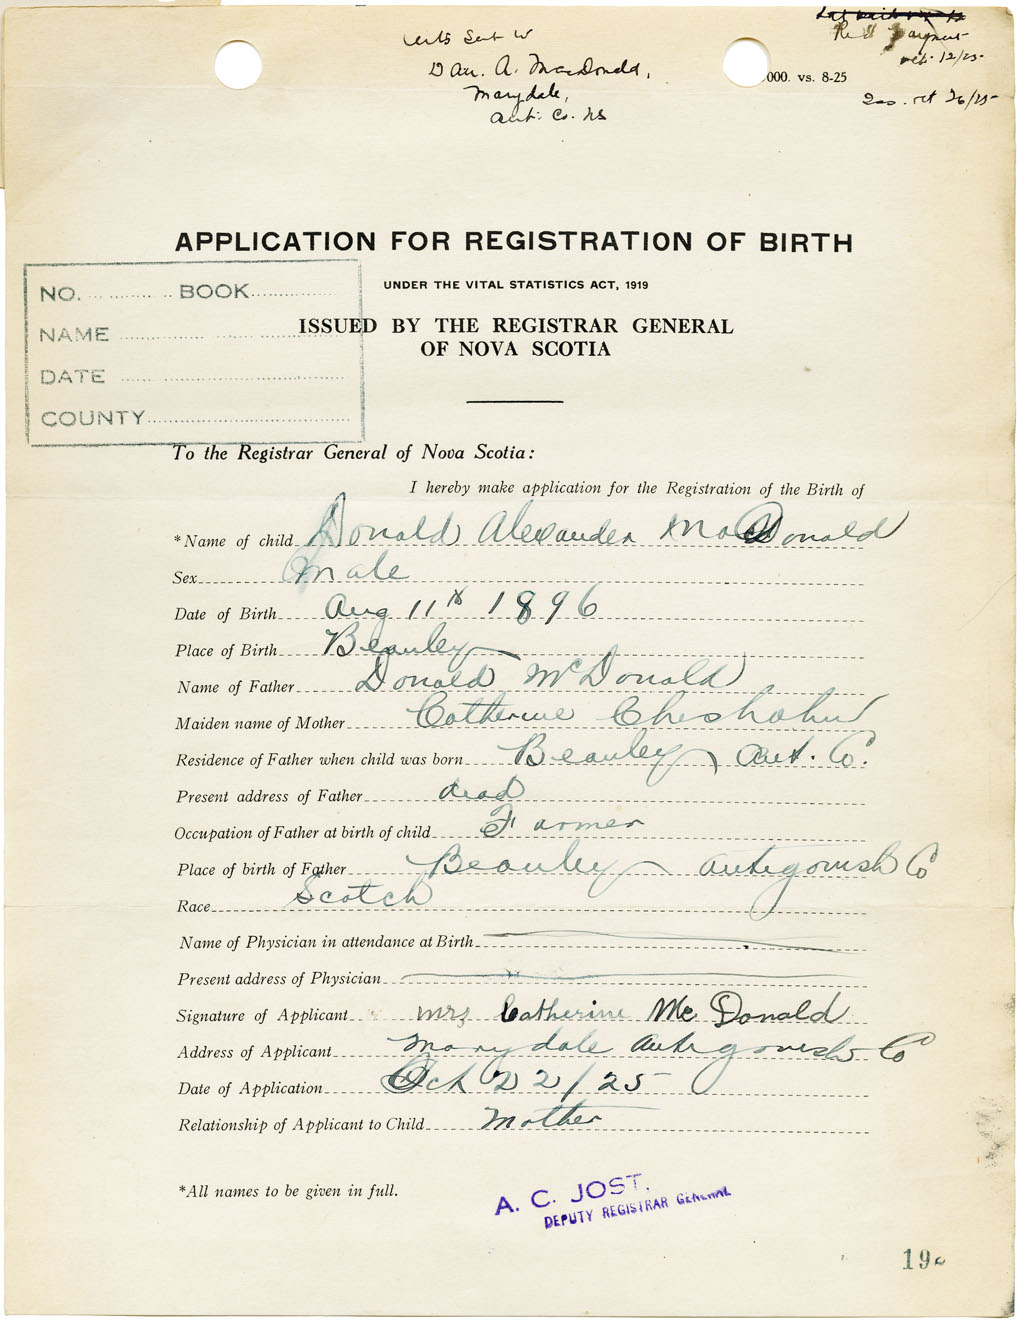 Certs Sent to
Dan. A. MacDonald,
Marydale,
Ant. Co. NS
Oct. 12/25-
000. vs. 8-25
Oct 26/25-
APPLICATION FOR REGISTRATION OF BIRTH
UNDER THE VITAL STATISTICS ACT, 1919
ISSUED BY THE REGISTRAR GENERAL
OF NOVA SCOTIA
NO. BOOK
NAME
DATE
COUNTY
To the Registrar General of Nova Scotia:
I hereby make application for the Registration of the Birth of
*Name of child Donald Alexander MacDonald
Sex Male
Date of Birth Aug 11th 1896
Place of Birth Beauley
Name of Father Donald McDonald
Maiden name of Mother Catherine
Residence of Father when child was born Beauley, Ant. Co.
Present address of Father dead
Occupation of Father at birth of child Farmer
Place of birth of Father Beauley Antigonish Co
Race Scotch
Name of Physician in attendance at Birth
Present address of Physician
Signature of Applicant Mrs Catherine McDonald
Address of Applicant Marydale Antigonish Co
Date of Application Oct 22/25
Relationship of Applicant to Child Mother
*All names to be given in full.
A. C. JOST.
DEPUTY REGISTRAR GENERAL